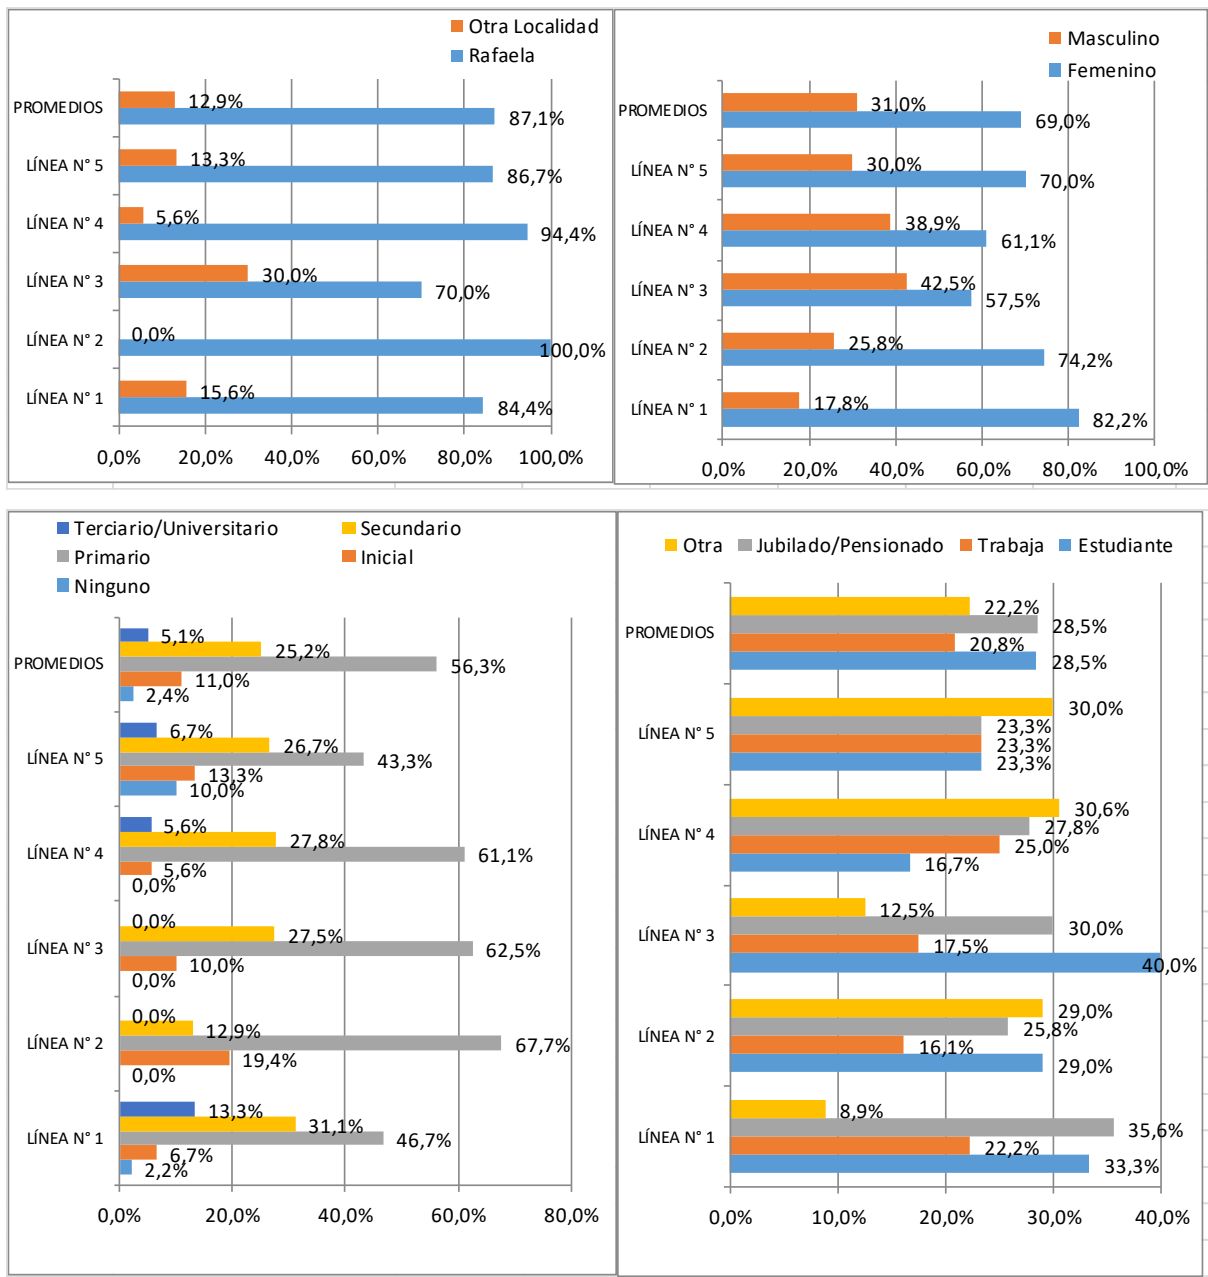 Otra Localidad
Rafaela
PROMEDIOS
12,9%
87,1%
LÍNEA N° 5
13,3%
86,7%
LÍNEA N° 4
5,6%
94,4%
LÍNEA N° 3
30,0%
70,0%
LÍNEA N° 2
0,0%
100,0%
LÍNEA N° 1
15,6%
84,4%
0,0% 20,0% 40,0% 60,0% 80,0% 100,0%
Masculino
Femenino
PROMEDIOS
31,0%
69,0%
LÍNEA N° 5
30,0%
70,0%
LÍNEA N° 4
38,9%
61,1%
LÍNEA N° 3
42,5%
57,5%
LÍNEA N° 2
25,8%
74,2%
LÍNEA N° 1
17,8%
82,2%
0,0% 20,0% 40,0% 60,0% 80,0% 100,0%
Terciario/Universitario Secundario
Primario Inicial
Ninguno
PROMEDIOS
5,1%
25,2%
56,3%
11,0%
2,4%
LÍNEA N° 5
6,7%
26,7%
43,3%
13,3%
10,0%
LÍNEA N° 4
5,6%
27,8%
61,1%
5,6%
0,0%
LÍNEA N° 3
0,0%
27,5%
62,5%
10,0%
0,0%
LÍNEA N° 2
0,0%
12,9%
67,7%
19,4%
0,0%
LÍNEA N° 1
13,3%
31,1%
46,7%
6,7%
2,2%
0,0% 20,0% 40,0% 60,0% 80,0%
Otra Jubilado/Pensionado Trabaja Estudiante
PROMEDIOS
22,2%
28,5%
20,8%
28,5%
LÍNEA N° 5
30,0%
23,3%
23,3%
23,3%
LÍNEA N° 4
30,6%
27,8%
25,0%
16,7%
LÍNEA N° 3
12,5%
30,0%
17,5%
40,0%
LÍNEA N° 2
29,0%
25,8%
16,1%
29,0%
LÍNEA N° 1
8,9%
35,6%
22,2%
33,3%
0,0% 10,0% 20,0% 30,0% 40,0%